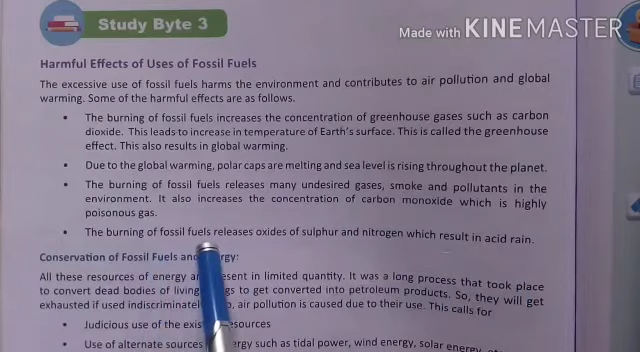 Study Byte 3
Made with KINEMASTER
Harmful Effects of Uses of Fossil Fuels
The excessive use of fossil fuels harms the environment and contributes to air pollution and global
warming. Some of the harmful effects are as follows.
• The burning of fossil fuels increases the concentration of greenhouse gases such as carbon
dioxide. This leads to increase in temperature of Earth's surface. This is called the greenhouse
effect. This also results in global warming.
• Due to the global warming, polar caps are melting and sea level is rising throughout the planet.
• The burning of fossil fuels releases many undesired gases, smoke and pollutants in the
environment. It also increases the concentration of carbon monoxide which is highly
poisonous gas.
• The burning of fossil fuels releases oxides of sulphur and nitrogen which result in acid rain.
Conservation of Fossil Fuels and
All these resources of energy in limited quantity. It was a long process that took place
to convert dead bodies of living to get converted into petroleum products. So, they will get
exhausted if used air pollution is caused due to their use. This calls for
• Judicious use of the
• Use of alternate sources such as tidal power, wind energy, solar energy,